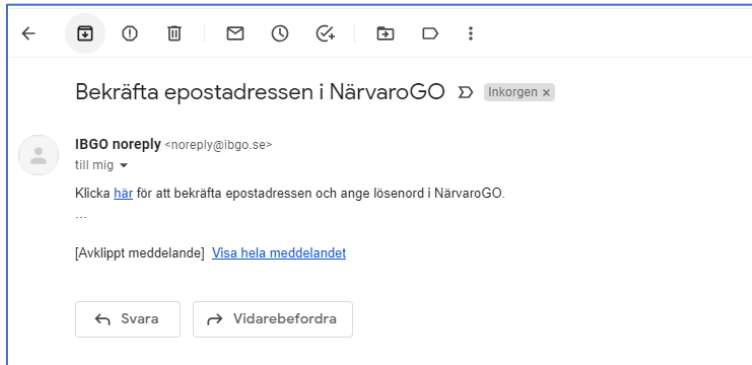 Bekräfta epostadressen i NärvaroGO Inkorgen x
IBGO noreply <noreply@ibgo.se>
till mig
Klicka här för att bekräfta epostadressen och ange lösenord i NärvaroGO.
...
[Avklippt meddelande] Visa hela meddelandet
Svara Vidarebefordra